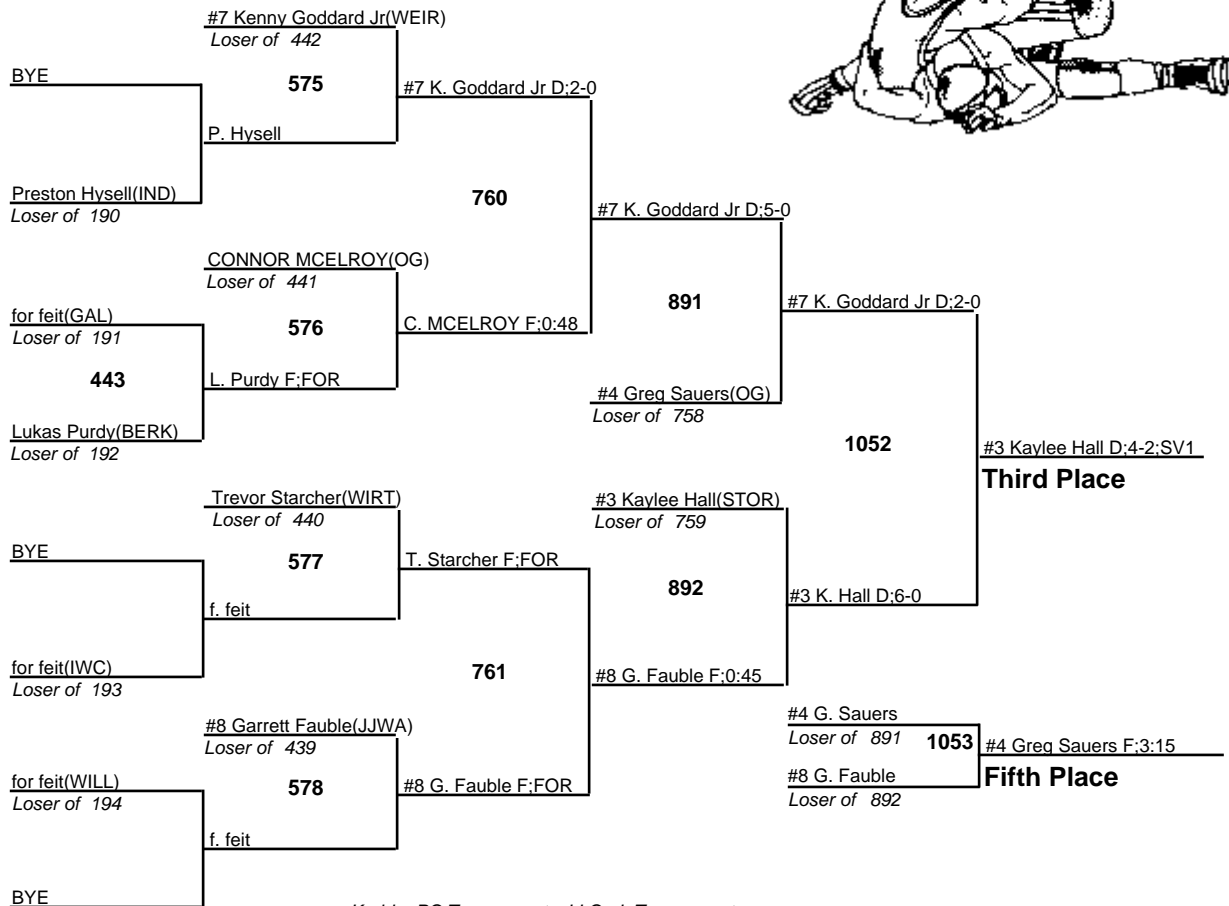 #7 Kenny Goddard Jr(WEIR)
Loser of 442
BYE
575
#7 K. Goddard Jr D;2-0
P. Hysell
Preston Hysell(IND)
Loser of 190
760
#7 K. Goddard Jr D;5-0
CONNOR MCELROY(OG)
Loser of 441
for feit(GAL)
Loser of 191
576
C. MCELROY F;0:48
891
#7 K. Goddard Jr D;2-0
443
L. Purdy F;FOR
#4 Greg Sauers(OG)
Loser of 758
Lukas Purdy(BERK)
Loser of 192
1052
#3 Kaylee Hall D;4-2;SV1
Third Place
Trevor Starcher(WIRT)
Loser of 440
#3 Kaylee Hall(STOR)
Loser of 759
BYE
577
T. Starcher F;FOR
892
#3 K. Hall D;6-0
f. feit
for feit(IWC)
Loser of 193
761
#8 G. Fauble F;0:45
#8 Garrett Fauble(JJWA)
Loser of 439
#4 G. Sauers
Loser of 891
1053
#4 Greg Sauers F;3:15
Fifth Place
for feit(WILL)
Loser of 194
578
#8 G. Fauble F;FOR
#8 G. Fauble
Loser of 892
f. feit
BYE